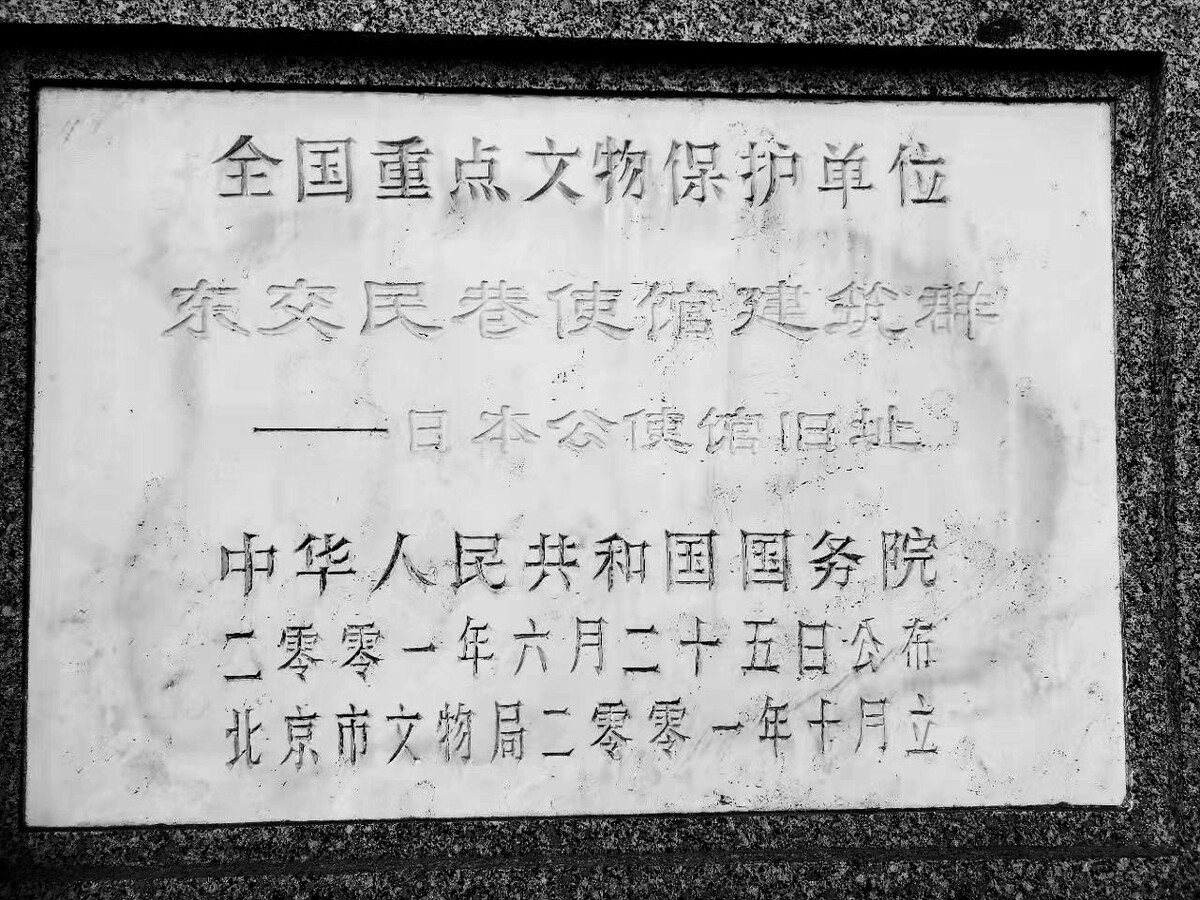 全国重点文物保护单位
东交民巷使馆建筑群
——日本公使馆旧址
中华人民共和国国务院
二零零一年六月二十五日公布
北京市文物局二零零一年十月立